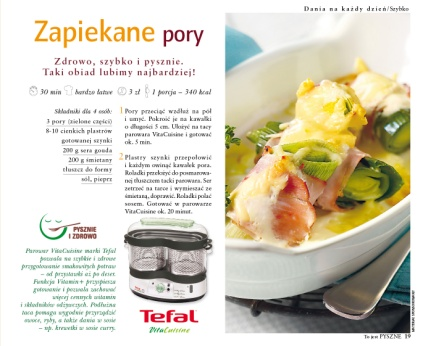 Dania na każdy dzień/Szybko
Zapiekane pory
Zdrowo, szybko i pysznie.
Taki obiad lubimy najbardziej!
30 min bardzo łatwe 3 zł 1 porcja – 340 kcal
Składniki dla 4 osób:
3 pory (zielone części)
8-10 cienkich plastrów
gotowanej szynki
200 g sera gouda
200 g śmietany
tłuszcz do formy
sól, pieprz
1 Pory przeciąć wzdłuż na pół
i umyć. Pokroić je na kawałki
o długości 5 cm. Ułożyć na tacy
parowara VitaCuisine i gotować
ok. 5 min.
2 Plastry szynki przepołowić
i każdym owinąć kawałek pora.
Roladki przełożyć do posmarowa-
nej tłuszczem tacki parowara. Ser
zetrzeć na tarce i wymieszać ze
śmietaną, doprawić. Roladki polać
sosem. Gotować w parowarze
VitaCuisine ok. 20 minut.
PYSZNIE
I ZDROWO
Parowar VitaCuisine marki Tefal
pozwala na szybkie i zdrowe
przygotowanie smakowitych potraw
– od przystawki aż po deser.
Funkcja Vitamin+ przyspiesza
gotowanie i pozwala zachować
więcej cennych witamin
i składników odżywczych. Podłużna
taca pomaga wygodnie przyrządzić
owoce, ryby, a także dania w sosie
– np. krewetki w sosie curry.
Tefal
VitaCuisine
To jest PYSZNE 19